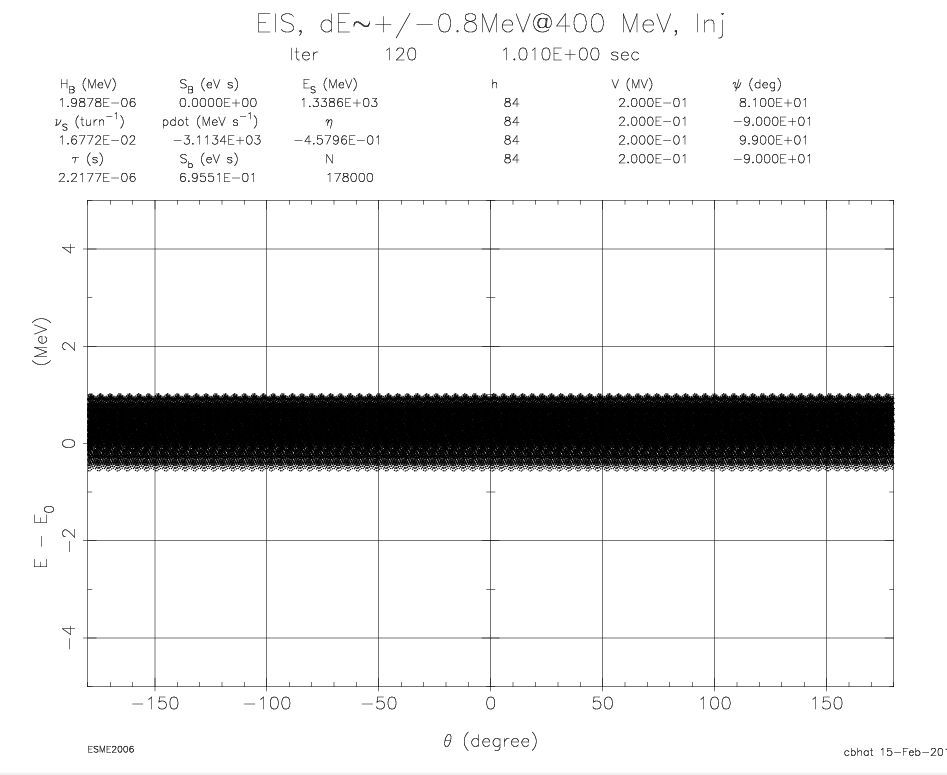 EIS, dE~+/−0.8MeV@400 MeV, Inj
Iter 120 1.010E+00 sec
H_B (MeV) S_B (eV s) E_S (MeV) h V (MV) ψ (deg)
1.9878E−06 0.0000E+00 1.3386E+03 84 2.000E−01 8.100E+01
ν_S (turn⁻¹) pdot (MeV s⁻¹) η 84 2.000E−01 −9.000E+01
1.6772E−02 −3.1134E+03 −4.5796E−01 84 2.000E−01 9.900E+01
τ (s) S_b (eV s) N 84 2.000E−01 −9.000E+01
2.2177E−06 6.9551E−01 178000
4
2
0
−2
−4
E − E_0 (MeV)
−150 −100 −50 0 50 100 150
θ (degree)
ESME2006
cbhat 15−Feb−201